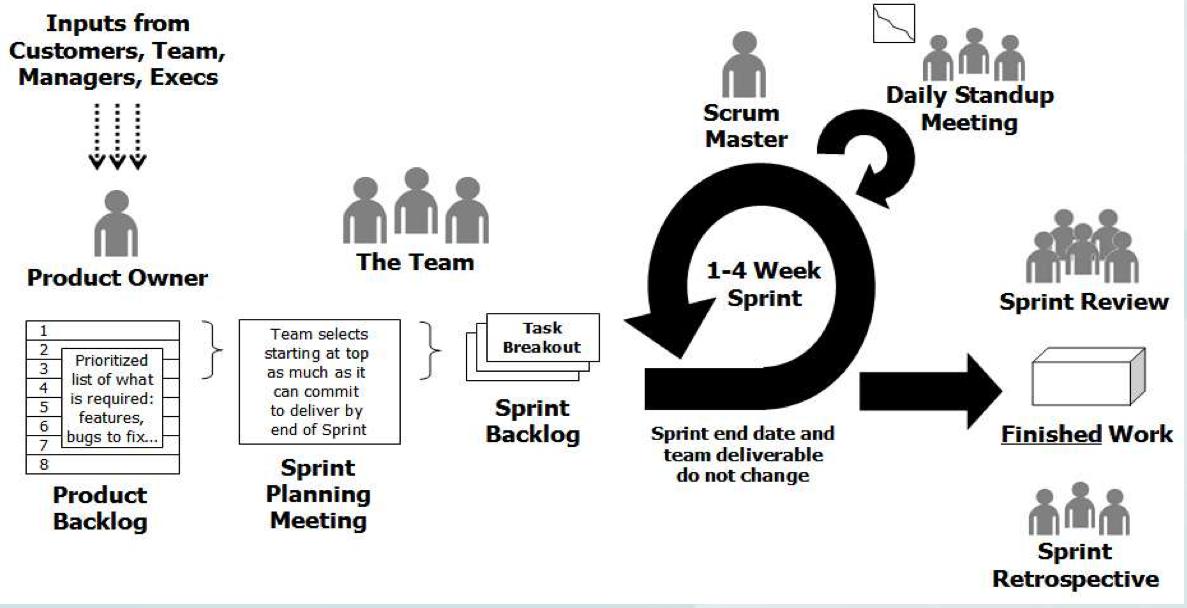 Inputs from
Customers, Team,
Managers, Execs
Product Owner
The Team
Scrum
Master
Daily Standup
Meeting
1
2
3
4
5
6
7
8
Prioritized
list of what
is required:
features,
bugs to fix...
Product
Backlog
Team selects
starting at top
as much as it
can commit
to deliver by
end of Sprint
Sprint
Planning
Meeting
Task
Breakout
Sprint
Backlog
1-4 Week
Sprint
Sprint end date and
team deliverable
do not change
Sprint Review
Finished Work
Sprint
Retrospective